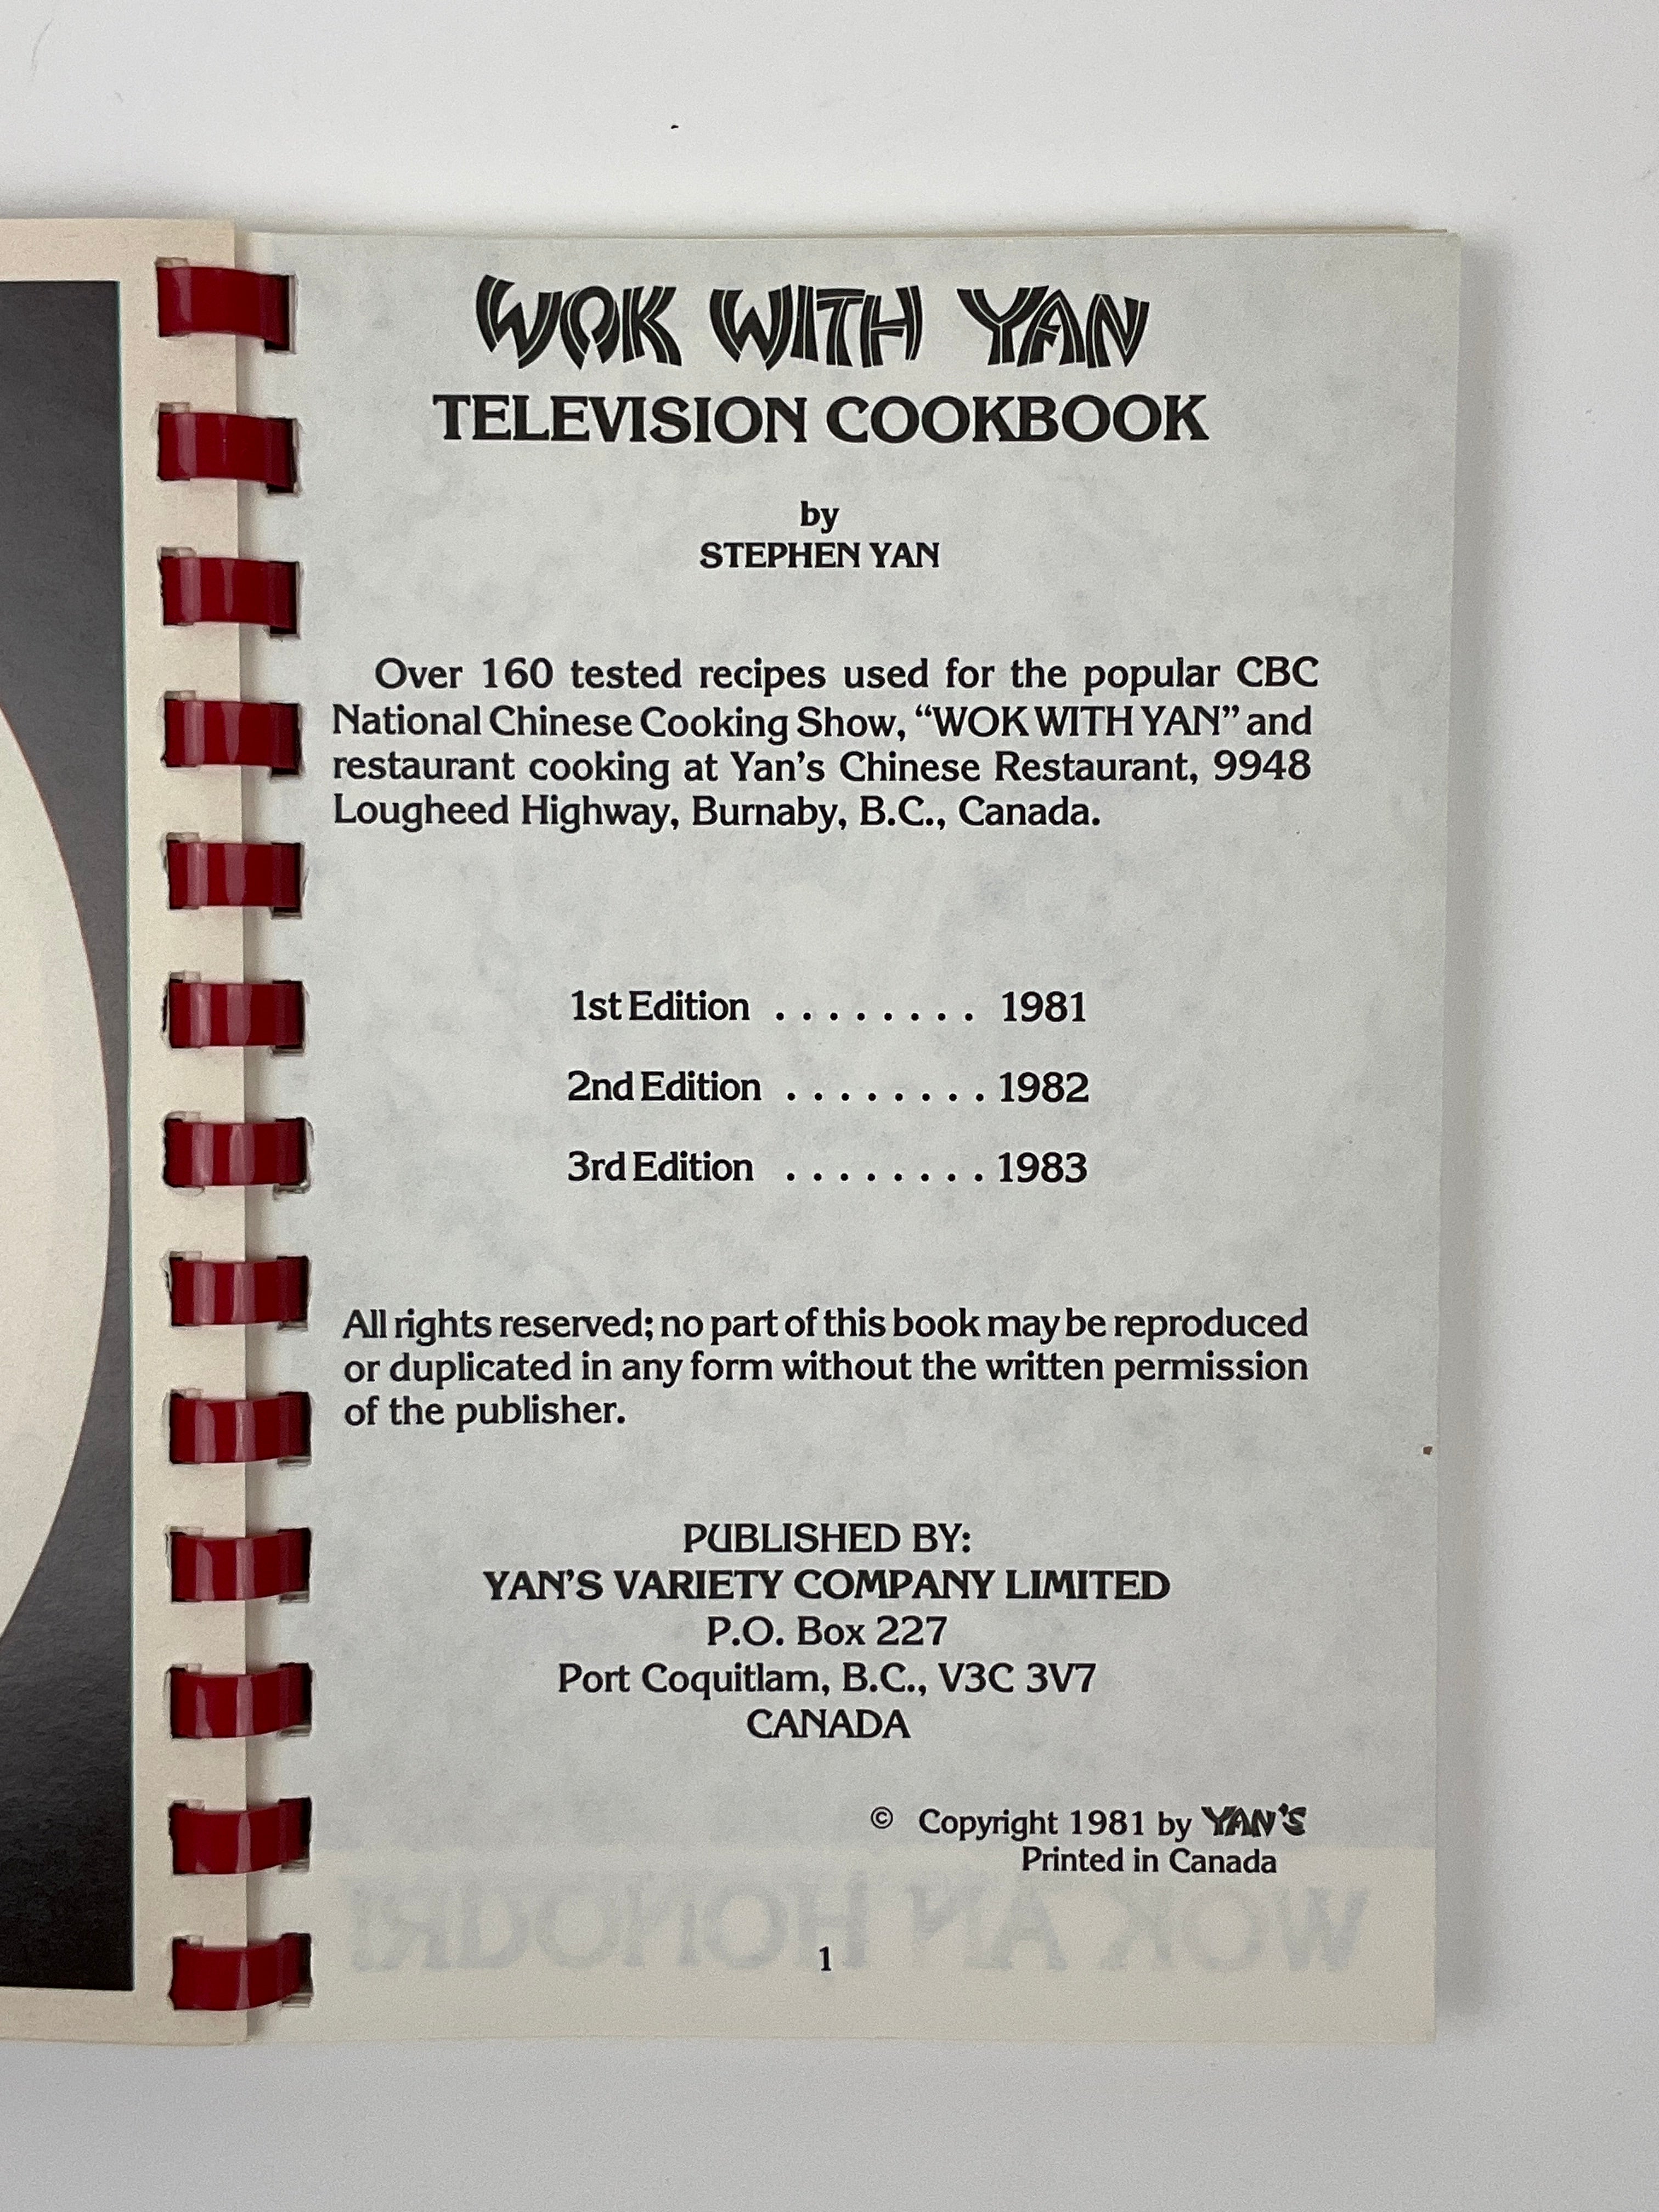 WOK WITH YAN
TELEVISION COOKBOOK
by
STEPHEN YAN
Over 160 tested recipes used for the popular CBC
National Chinese Cooking Show, “WOK WITH YAN” and
restaurant cooking at Yan’s Chinese Restaurant, 9948
Lougheed Highway, Burnaby, B.C., Canada.
1st Edition . . . . . . . . 1981
2nd Edition . . . . . . . . 1982
3rd Edition . . . . . . . . 1983
All rights reserved; no part of this book may be reproduced
or duplicated in any form without the written permission
of the publisher.
PUBLISHED BY:
YAN’S VARIETY COMPANY LIMITED
P.O. Box 227
Port Coquitlam, B.C., V3C 3V7
CANADA
© Copyright 1981 by YAN’S
Printed in Canada
WOK AN HONOUR!
1